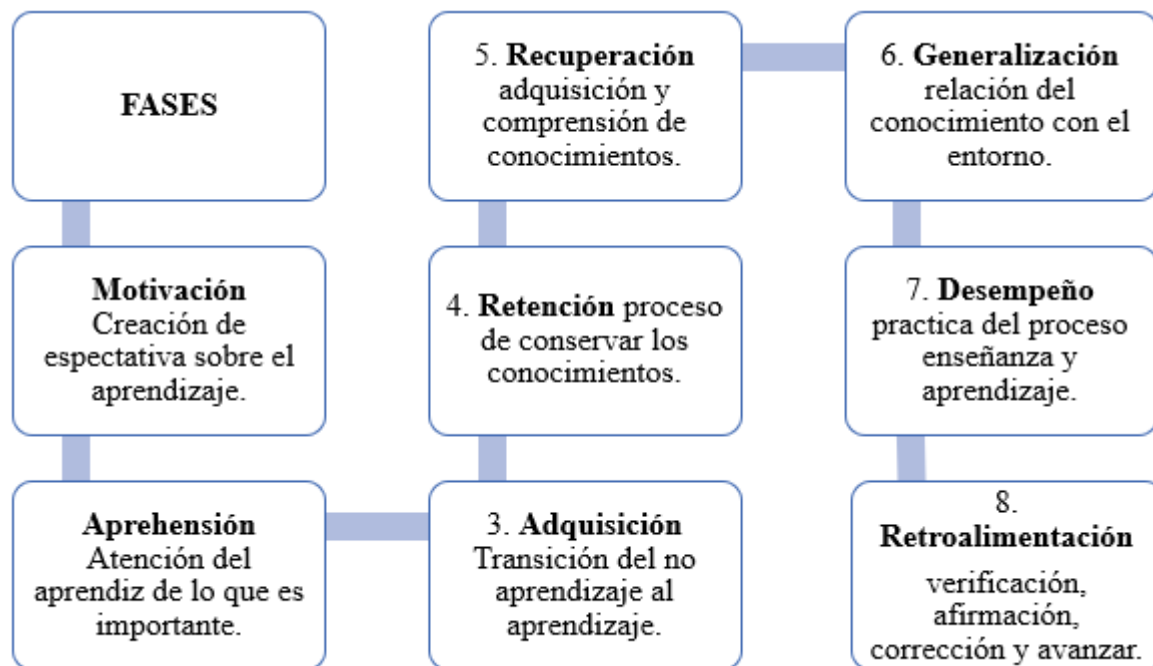 FASES
Motivación
Creación de
espectativa sobre el
aprendizaje.
Aprehensión
Atención del
aprendiz de lo que es
importante.
3. Adquisición
Transición del no
aprendizaje al
aprendizaje.
4. Retención proceso
de conservar los
conocimientos.
5. Recuperación
adquisición y
comprensión de
conocimientos.
6. Generalización
relación del
conocimiento con el
entorno.
7. Desempeño
practica del proceso
enseñanza y
aprendizaje.
8.
Retroalimentación
verificación,
afirmación,
corrección y avanzar.